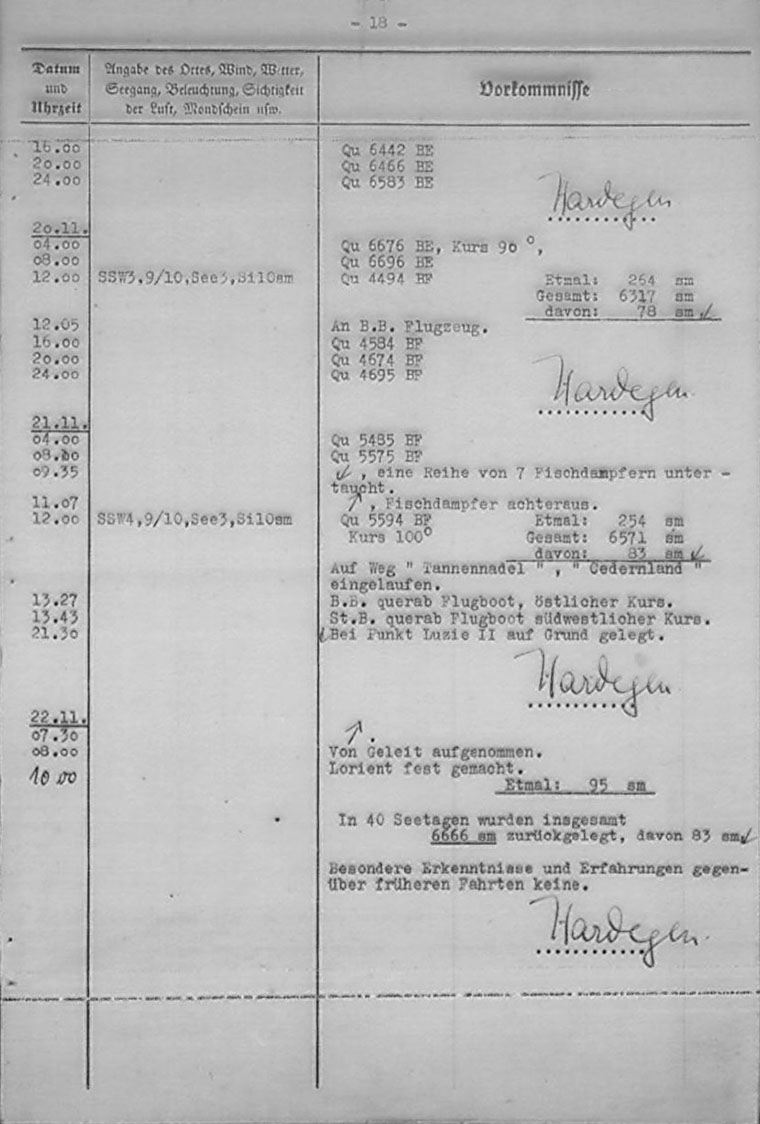 - 18 -
Datum und Uhrzeit
Angabe des Ortes, Wind, Wetter, Seegang, Beleuchtung, Sichtigkeit der Luft, Mondschein usw.
Vorkommnisse
16.00 Qu 6442 BE
20.00 Qu 6466 BE
24.00 Qu 6583 BE
Hardegen
20.11.
04.00 Qu 6676 BE, Kurs 90 °,
08.00 Qu 6696 BE
12.00 SSW3,9/10,See3,Si10sm Qu 4494 BF Etmal: 264 sm
Gesamt: 6317 sm
davon: 78 sm ↙
12.05 An B.B. Flugzeug.
16.00 Qu 4584 BF
20.00 Qu 4674 BF
24.00 Qu 4695 BF
Hardegen
21.11.
04.00 Qu 5485 BF
08.00 Qu 5575 BF
09.35 ↙ , eine Reihe von 7 Fischdampfern unter -
taucht.
11.07 ↗ , Fischdampfer achteraus.
12.00 SSW4,9/10,See3,Si10sm Qu 5594 BF Etmal: 254 sm
Kurs 100° Gesamt: 6571 sm
davon: 83 sm ↙
Auf Weg " Tannennadel " , " Cedernland "
eingelaufen.
13.27 B.B. querab Flugboot, östlicher Kurs.
13.43 St.B. querab Flugboot südwestlicher Kurs.
21.30 Bei Punkt Luzie II auf Grund gelegt.
Hardegen
22.11.
07.30 ↗ .
08.00 Von Geleit aufgenommen.
10 00 Lorient fest gemacht.
Etmal: 95 sm
In 40 Seetagen wurden insgesamt
6666 sm zurückgelegt, davon 83 sm ↙
Besondere Erkenntnisse und Erfahrungen gegen-
über früheren Fahrten keine.
Hardegen.